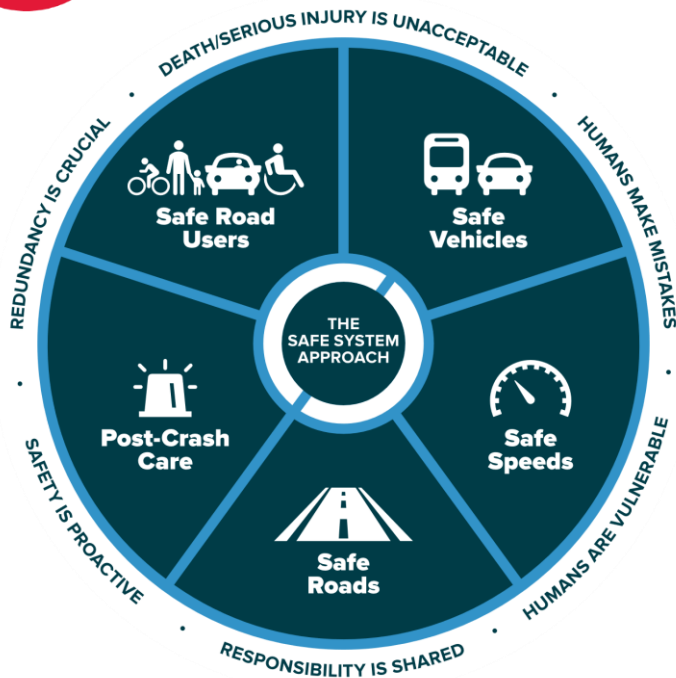 DEATH/SERIOUS INJURY IS UNACCEPTABLE
HUMANS MAKE MISTAKES
HUMANS ARE VULNERABLE
RESPONSIBILITY IS SHARED
SAFETY IS PROACTIVE
REDUNDANCY IS CRUCIAL
Safe Road
Users
Safe
Vehicles
THE
SAFE SYSTEM
APPROACH
Post-Crash
Care
Safe
Speeds
Safe
Roads